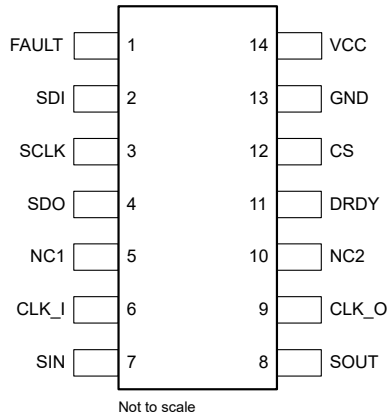 FAULT 1 14 VCC
SDI 2 13 GND
SCLK 3 12 CS
SDO 4 11 DRDY
NC1 5 10 NC2
CLK_I 6 9 CLK_O
SIN 7 8 SOUT
Not to scale